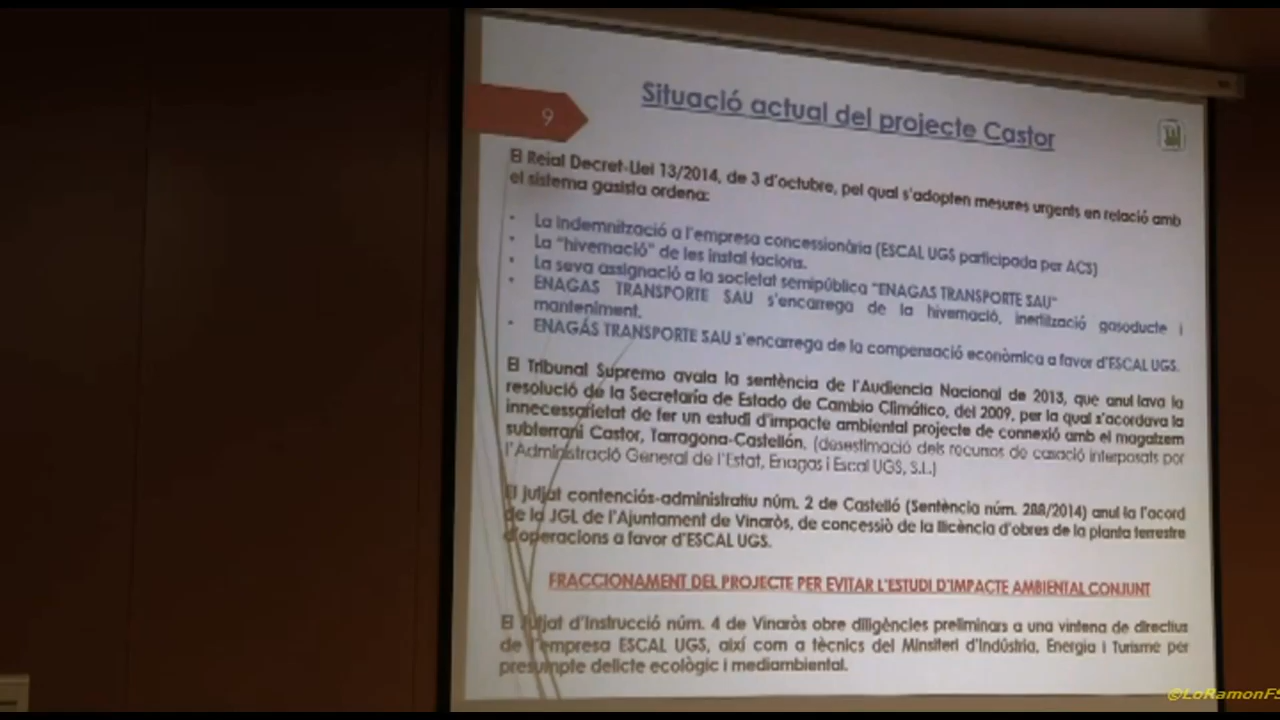 9
Situació actual del projecte Castor
El Reial Decret-Llei 13/2014, de 3 d'octubre, pel qual s'adopten mesures urgents en relació amb
el sistema gasista ordena:
• La indemnització a l'empresa concessionària (ESCAL UGS participada per ACS)
• La "hivernació" de les instal·lacions.
• La seva assignació a la societat semipública "ENAGAS TRANSPORTE SAU"
• ENAGAS TRANSPORTE SAU s'encarrega de la hivernació, inertització gasoducte i
manteniment.
• ENAGÁS TRANSPORTE SAU s'encarrega de la compensació econòmica a favor d'ESCAL UGS.
El Tribunal Supremo avala la sentència de l'Audiencia Nacional de 2013, que anul·lava la
resolució de la Secretaría de Estado de Cambio Climático, del 2009, per la qual s'acordava la
innecessarietat de fer un estudi d'impacte ambiental projecte de connexió amb el magatzem
subterrani Castor, Tarragona-Castellón. (desestimació dels recursos de casació interposats per
l'Administració General de l'Estat, Enagas i Escal UGS, S.L.)
El jutjat contenciós-administratiu núm. 2 de Castelló (Sentència núm. 288/2014) anul·la l'acord
de la JGL de l'Ajuntament de Vinaròs, de concessiò de la llicència d'obres de la planta terrestre
d'operacions a favor d'ESCAL UGS.
FRACCIONAMENT DEL PROJECTE PER EVITAR L'ESTUDI D'IMPACTE AMBIENTAL CONJUNT
El Jutjat d'Instrucció núm. 4 de Vinaròs obre diligències preliminars a una vintena de directius
de l'empresa ESCAL UGS, així com a tècnics del Minsiteri d'Indústria, Energia i Turisme per
presumpte delicte ecològic i mediambiental.
©LoRamonFS